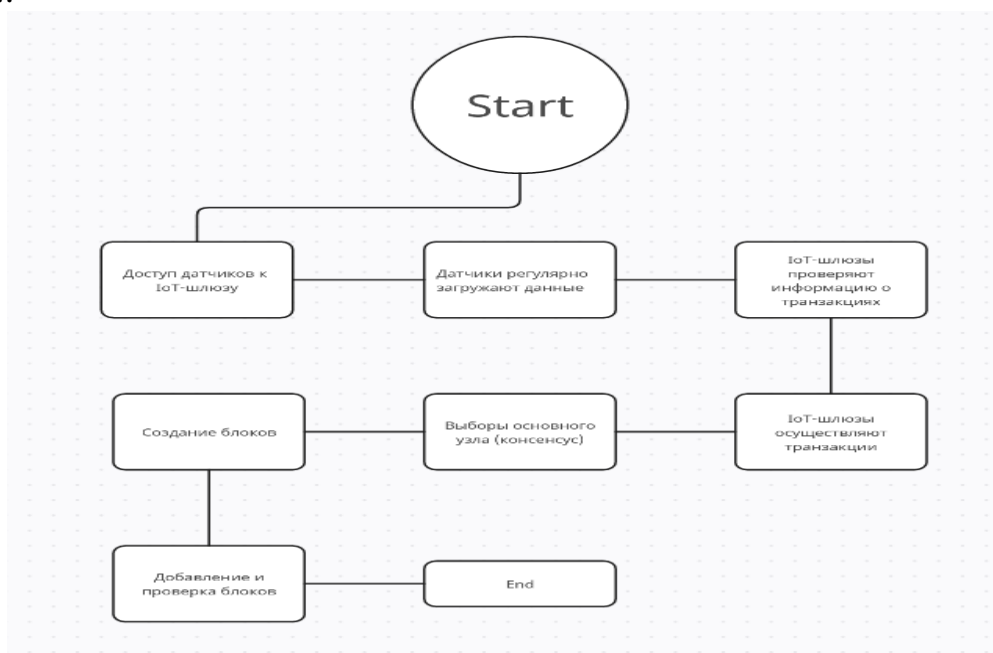 Start
Доступ датчиков к
IoT-шлюзу
Датчики регулярно
загружают данные
IoT-шлюзы
проверяют
информацию о
транзакциях
IoT-шлюзы
осуществляют
транзакции
Выборы основного
узла (консенсус)
Создание блоков
Добавление и
проверка блоков
End